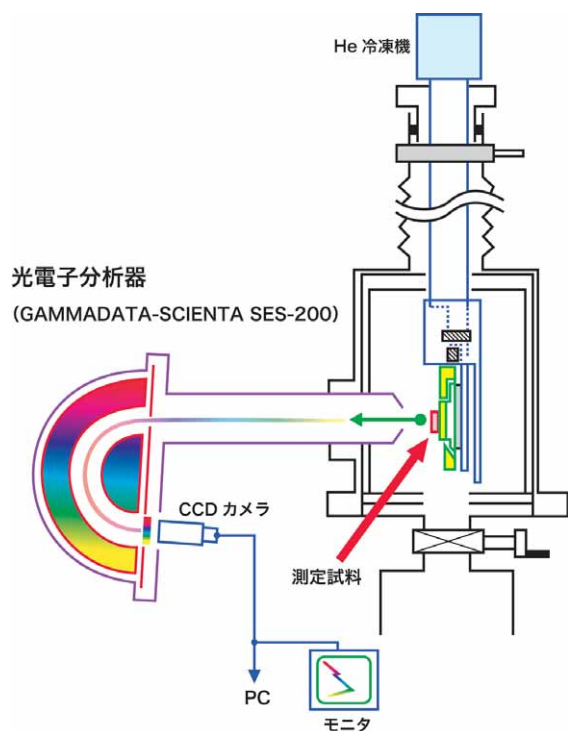 He 冷凍機
光電子分析器
(GAMMADATA-SCIENTA SES-200)
CCD カメラ
測定試料
PC
モニタ